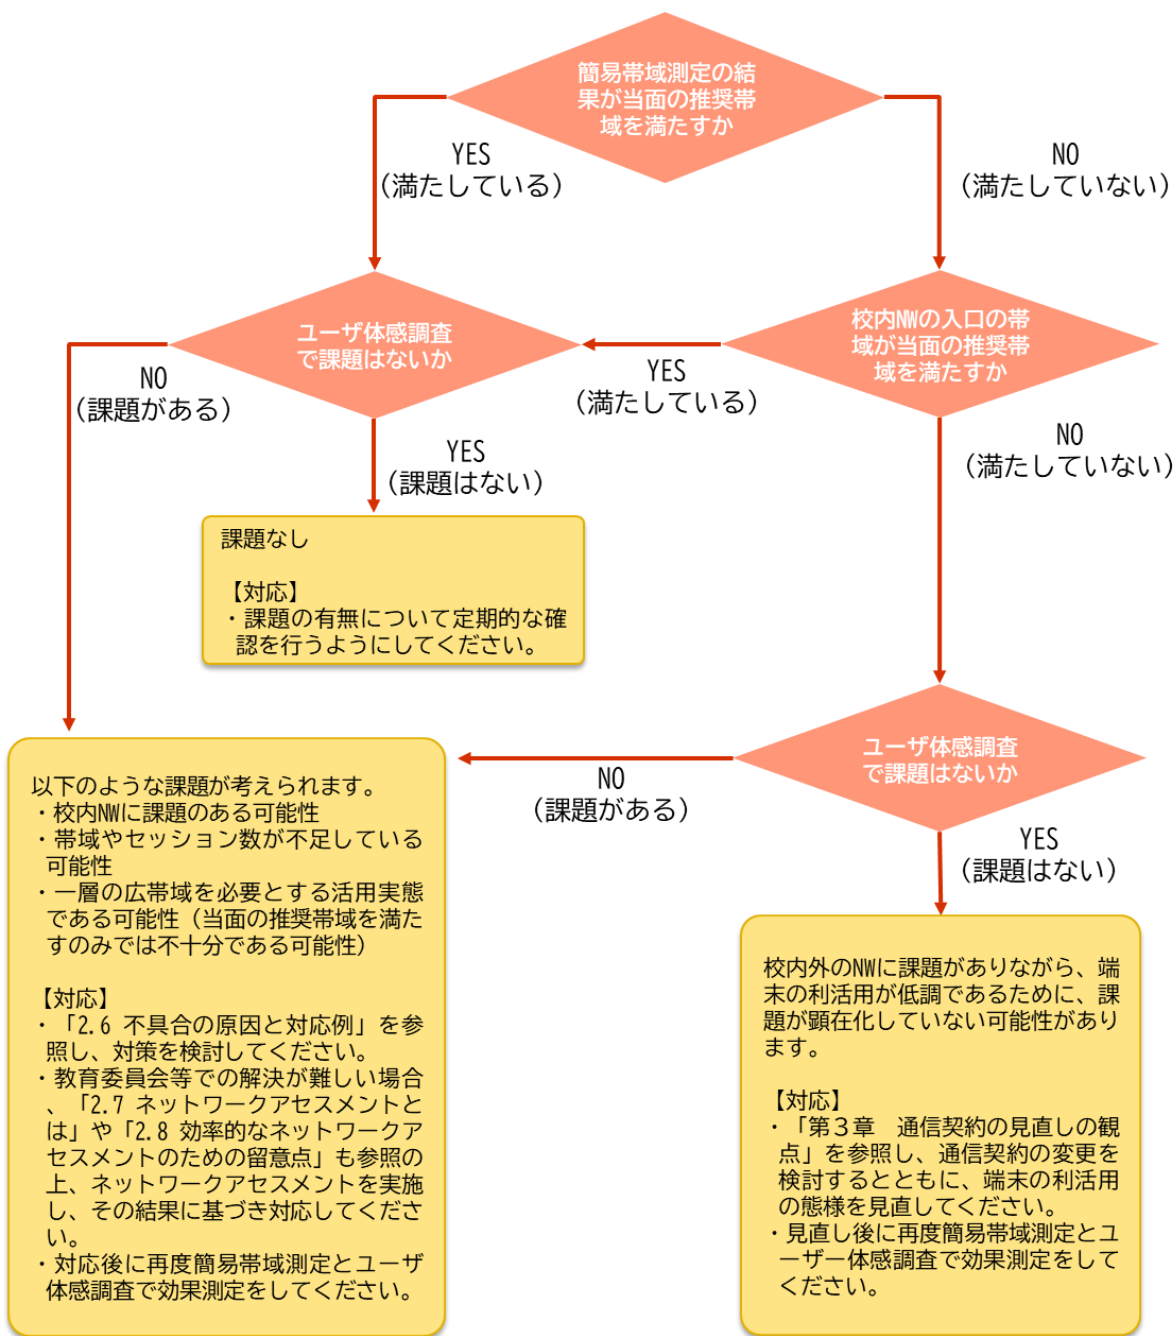 簡易帯域測定の結
果が当面の推奨帯
域を満たすか
YES
（満たしている）
NO
（満たしていない）
ユーザ体感調査
で課題はないか
校内NWの入口の帯
域が当面の推奨帯
域を満たすか
YES
（満たしている）
NO
（課題がある）
YES
（課題はない）
NO
（満たしていない）
課題なし
【対応】
・課題の有無について定期的な確
認を行うようにしてください。
ユーザ体感調査
で課題はないか
NO
（課題がある）
YES
（課題はない）
以下のような課題が考えられます。
・校内NWに課題のある可能性
・帯域やセッション数が不足している
可能性
・一層の広帯域を必要とする活用実態
である可能性（当面の推奨帯域を満た
すのみでは不十分である可能性）
【対応】
・「2.6 不具合の原因と対応例」を参
照し、対策を検討してください。
・教育委員会等での解決が難しい場合
、「2.7 ネットワークアセスメントと
は」や「2.8 効率的なネットワークア
セスメントのための留意点」も参照の
上、ネットワークアセスメントを実施
し、その結果に基づき対応してくださ
い。
・対応後に再度簡易帯域測定とユーザ
体感調査で効果測定をしてください。
校内外のNWに課題がありながら、端
末の利活用が低調であるために、課
題が顕在化していない可能性があり
ます。
【対応】
・「第３章　通信契約の見直しの観
点」を参照し、通信契約の変更を
検討するとともに、端末の利活用
の態様を見直してください。
・見直し後に再度簡易帯域測定とユ
ーザー体感調査で効果測定をして
ください。